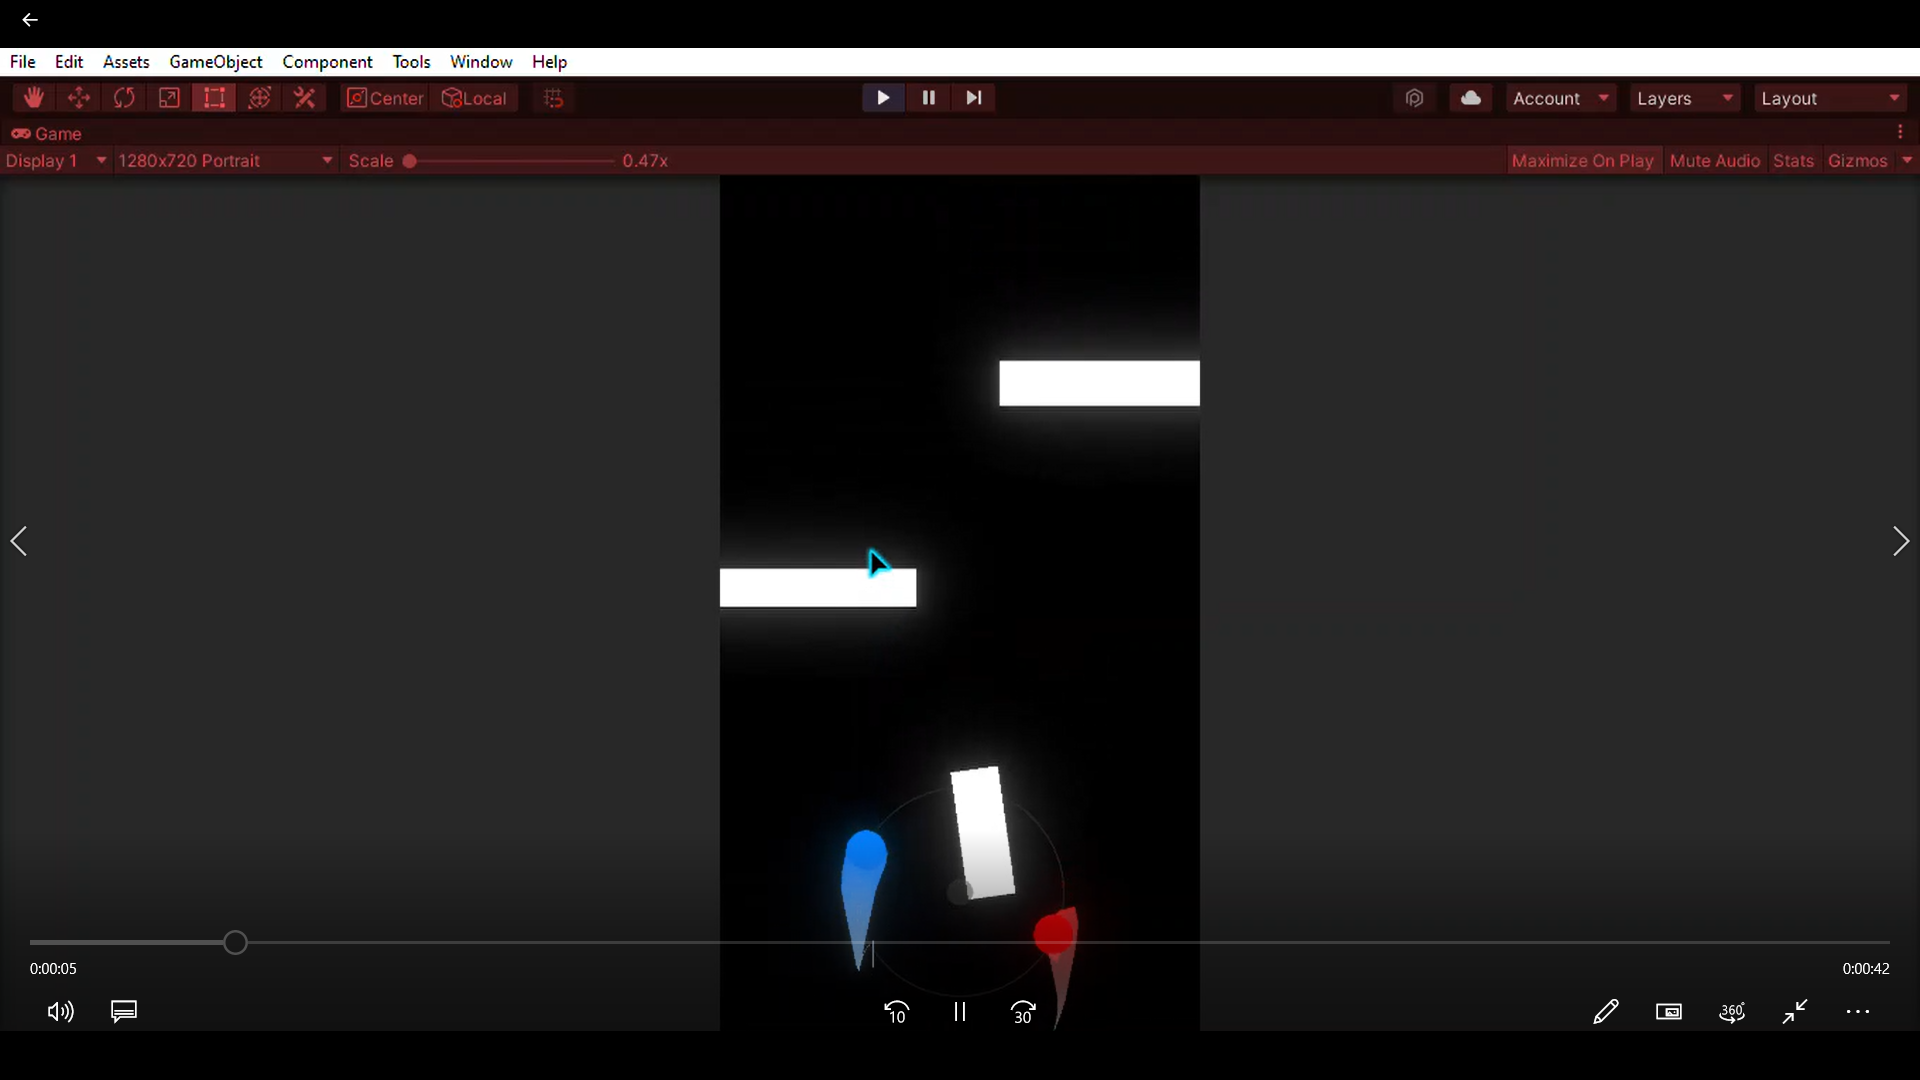 File Edit Assets GameObject Component Tools Window Help
Center Local Account Layers Layout
Game
Display 1 1280x720 Portrait Scale 0.47x Maximize On Play Mute Audio Stats Gizmos
0:00:05 0:00:42
10 30 360°